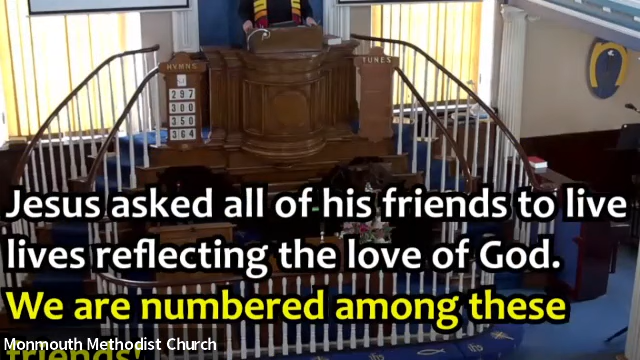 HYMNS
297
300
350
364
TUNES
Jesus asked all of his friends to live
lives reflecting the love of God.
We are numbered among these
friends!
Monmouth Methodist Church